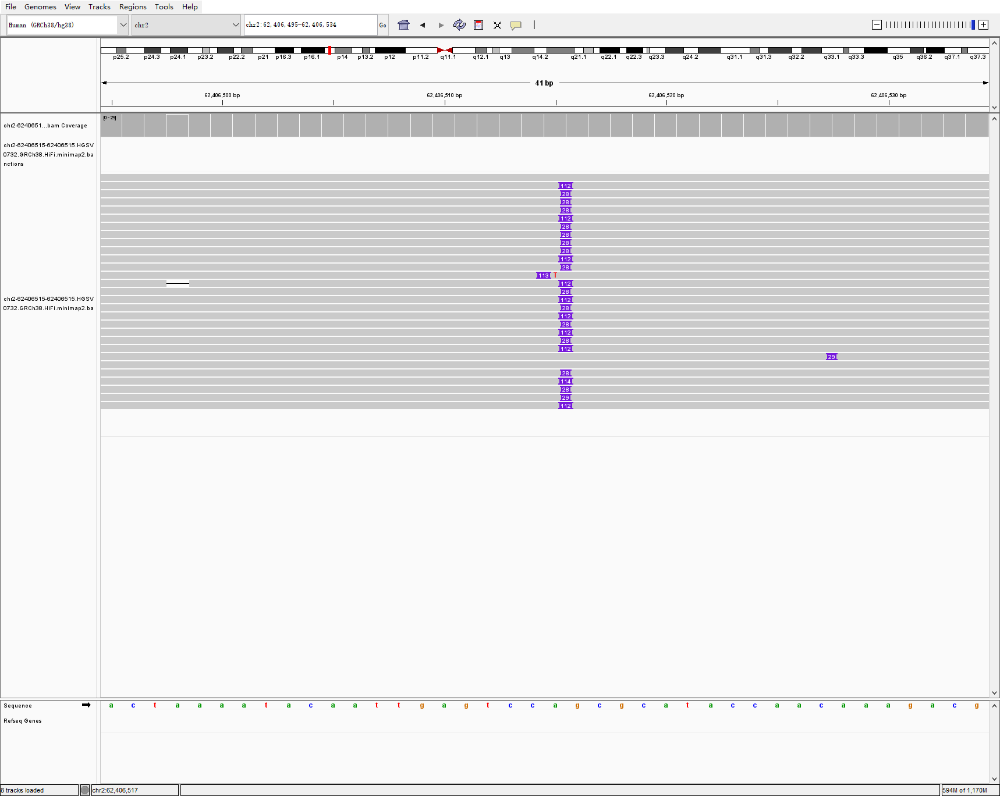 File Genomes View Tracks Regions Tools Help
Human (GRCh38/hg38) chr2 chr2:62,406,495-62,406,534 Go
p25.2 p24.3 p24.1 p23.2 p22.2 p21 p16.3 p16.1 p14 p13.2 p12 p11.2 q11.1 q12.1 q13 q14.2 q21.1 q22.1 q22.3 q23.3 q24.2 q31.1 q31.3 q32.2 q33.1 q33.3 q35 q36.2 q37.1 q37.3
41 bp
62,406,500 bp 62,406,510 bp 62,406,520 bp 62,406,530 bp
[0-29]
chr2-6240651...bam Coverage
chr2-62406515-62406515.HGSV
0732.GRCh38.HiFi.minimap2.ba
nctions
112
28
28
28
112
28
28
28
28
112
28
113 T
112
28
112
28
112
28
112
28
112
29
28
114
28
29
112
chr2-62406515-62406515.HGSV
0732.GRCh38.HiFi.minimap2.ba
Sequence a c t a a a a t a c a a t t g a g t c c a g c g c a t a c c a a c a a a g a c g
Refseq Genes
8 tracks loaded chr2:62,406,517 594M of 1,170M